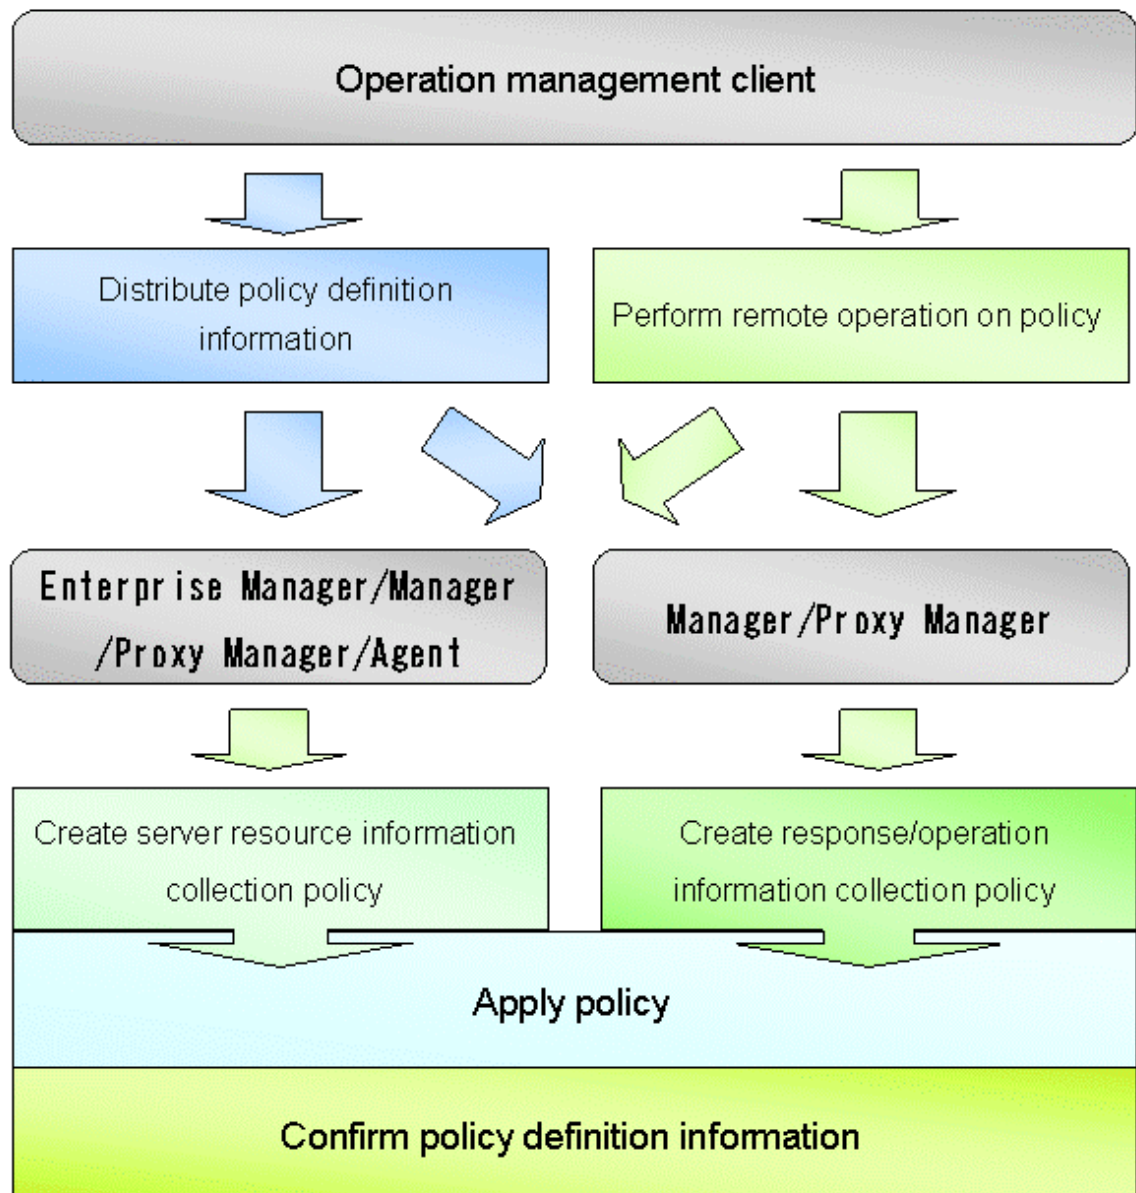 Operation management client
Distribute policy definition
information
Perform remote operation on policy
Enterprise Manager/Manager
/Proxy Manager/Agent
Manager/Proxy Manager
Create server resource information
collection policy
Create response/operation
information collection policy
Apply policy
Confirm policy definition information